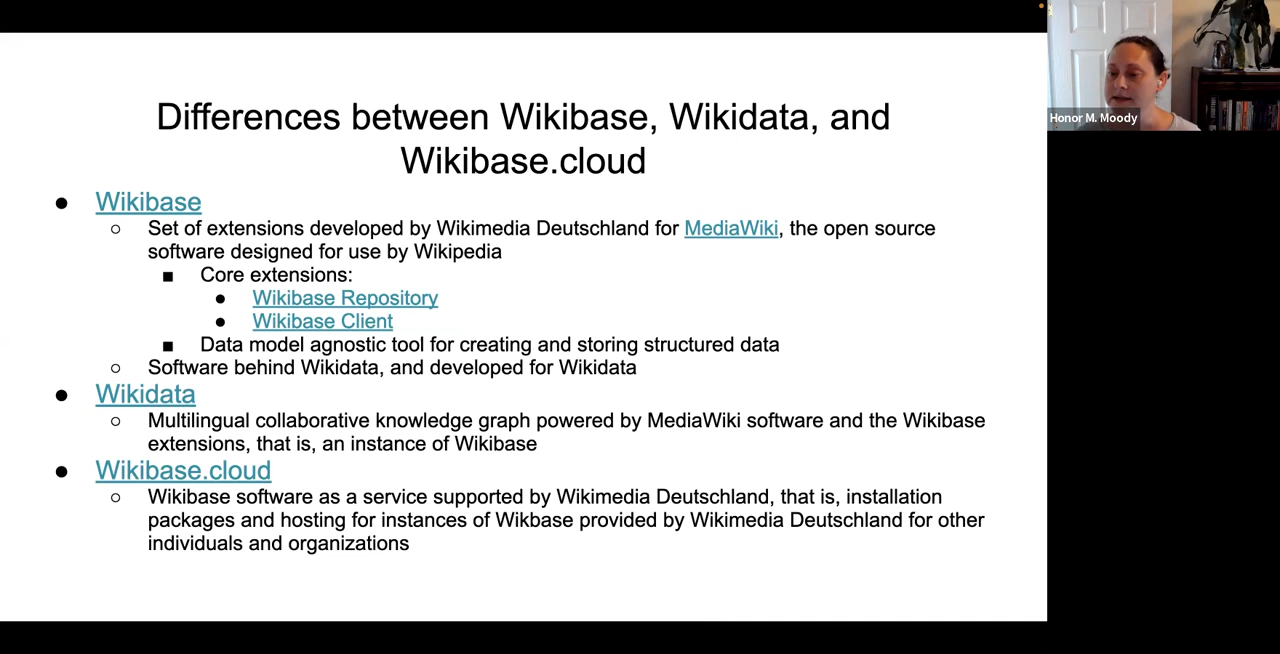 Differences between Wikibase, Wikidata, and
Wikibase.cloud
● Wikibase
○ Set of extensions developed by Wikimedia Deutschland for MediaWiki, the open source
software designed for use by Wikipedia
■ Core extensions:
● Wikibase Repository
● Wikibase Client
■ Data model agnostic tool for creating and storing structured data
○ Software behind Wikidata, and developed for Wikidata
● Wikidata
○ Multilingual collaborative knowledge graph powered by MediaWiki software and the Wikibase
extensions, that is, an instance of Wikibase
● Wikibase.cloud
○ Wikibase software as a service supported by Wikimedia Deutschland, that is, installation
packages and hosting for instances of Wikbase provided by Wikimedia Deutschland for other
individuals and organizations
Honor M. Moody